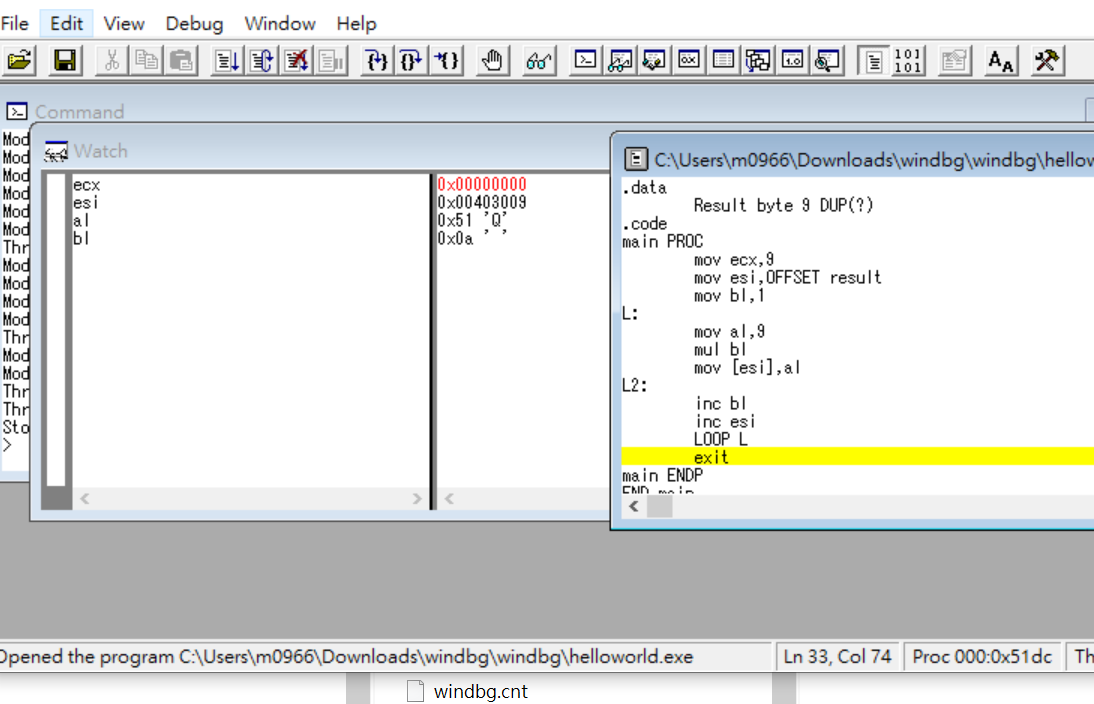 File Edit View Debug Window Help
Command
Mod
Mod
Mod
Mod
Mod
Mod
Thr
Mod
Mod
Mod
Mod
Thr
Mod
Mod
Thr
Thr
Sto
>
Watch
ecx 0x00000000
esi 0x00403009
al 0x51 'Q'
bl 0x0a '.'
C:\Users\m0966\Downloads\windbg\windbg\hellow
.data
Result byte 9 DUP(?)
.code
main PROC
mov ecx,9
mov esi,OFFSET result
mov bl,1
L:
mov al,9
mul bl
mov [esi],al
L2:
inc bl
inc esi
LOOP L
exit
main ENDP
END main
Opened the program C:\Users\m0966\Downloads\windbg\windbg\helloworld.exe
Ln 33, Col 74
Proc 000:0x51dc
Th
windbg.cnt